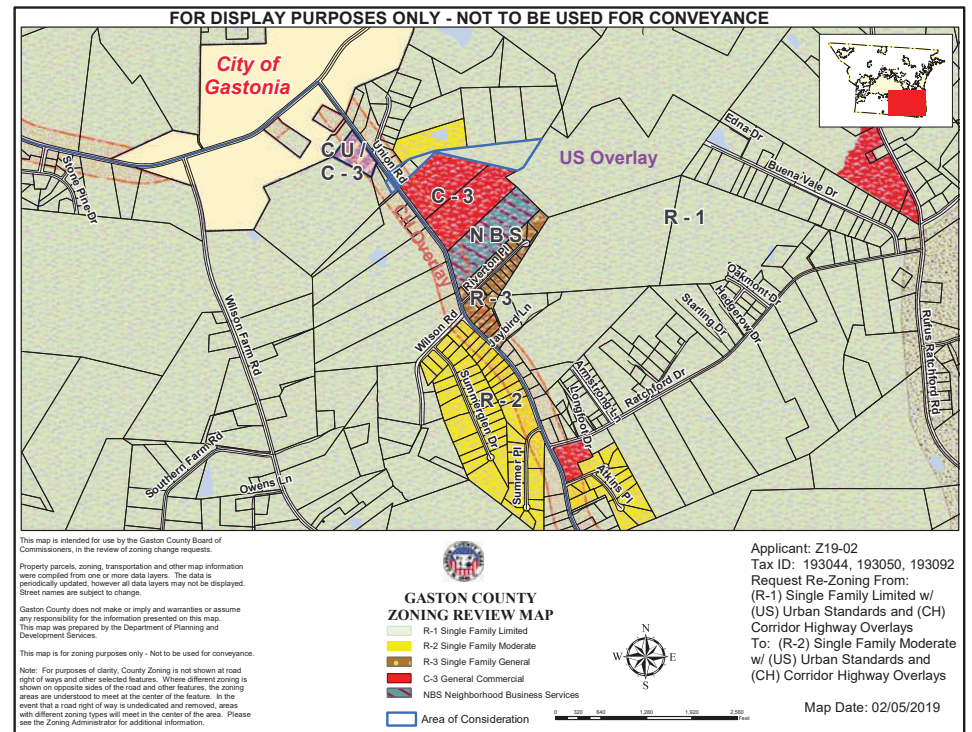 FOR DISPLAY PURPOSES ONLY - NOT TO BE USED FOR CONVEYANCE
City of
Gastonia
Stone Pine Dr
C U /
C - 3
Union Rd
US Overlay
Edna Dr
Buena Vale Dr
C - 3
R - 1
CH Overlay
N B S
Riverton Pl
R - 3
Oakmont Dr
Hedgerow Dr
Starling Dr
Wilson Farm Rd
Wilson Rd
Jaybird Ln
Rufus Ratchford Rd
Summerglen Dr
R - 2
Armstrong Ln
Longfoot Dr
Ratchford Dr
Southern Farm Rd
Owens Ln
Summer Pl
Atkins Pl
This map is intended for use by the Gaston County Board of
Commissioners, in the review of zoning change requests.
Property parcels, zoning, transportation and other map information
were compiled from one or more data layers. The data is
periodically updated, however all data layers may not be displayed.
Street names are subject to change.
Gaston County does not make or imply and warranties or assume
any responsibility for the information presented on this map.
This map was prepared by the Department of Planning and
Development Services.
This map is for zoning purposes only - Not to be used for conveyance.
Note: For purposes of clarity, County Zoning is not shown at road
right of ways and other selected features. Where different zoning is
shown on opposite sides of the road and other features, the zoning
areas are understood to meet at the center of the feature. In the
event that a road right of way is undedicated and removed, areas
with different zoning types will meet in the center of the area. Please
see the Zoning Administrator for additional information.
GASTON COUNTY
ZONING REVIEW MAP
R-1 Single Family Limited
R-2 Single Family Moderate
R-3 Single Family General
C-3 General Commercial
NBS Neighborhood Business Services
Area of Consideration
N
W E
S
0 320 640 1,280 1,920 2,560
Feet
Applicant: Z19-02
Tax ID: 193044, 193050, 193092
Request Re-Zoning From:
(R-1) Single Family Limited w/
(US) Urban Standards and (CH)
Corridor Highway Overlays
To: (R-2) Single Family Moderate
w/ (US) Urban Standards and
(CH) Corridor Highway Overlays
Map Date: 02/05/2019